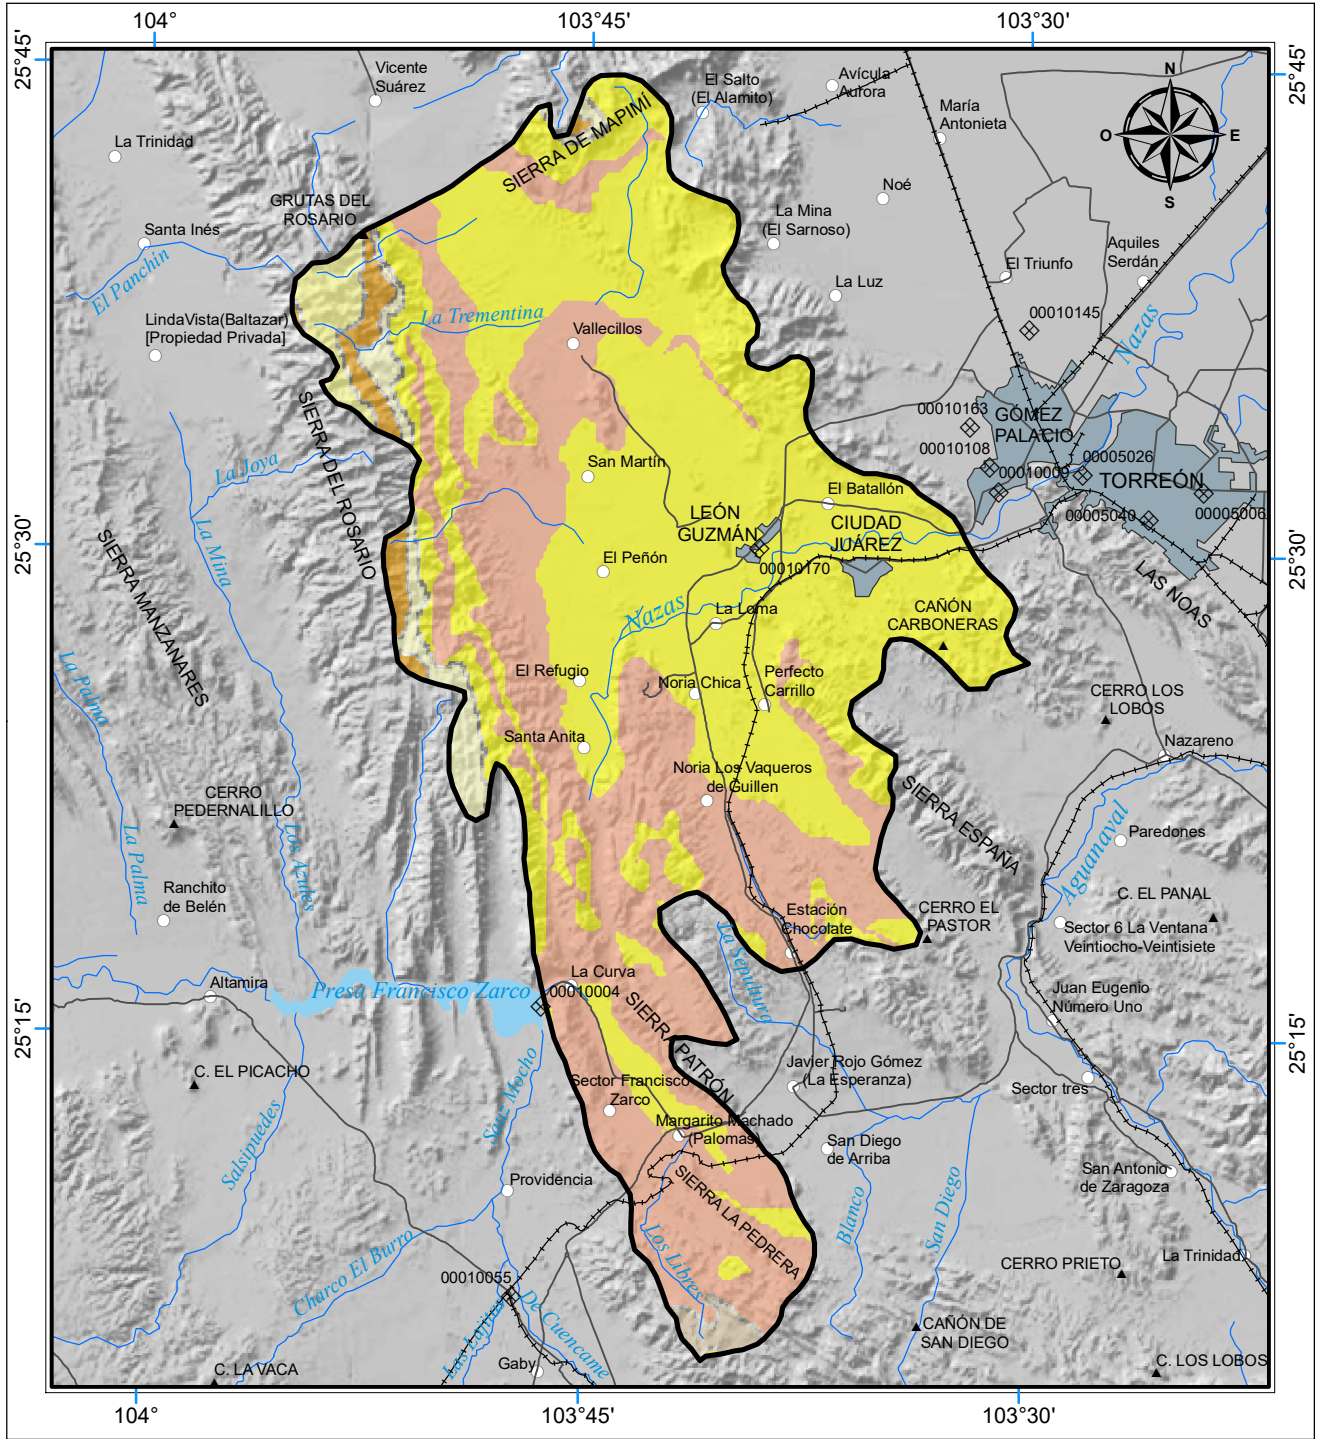 104°
103°45'
103°30'
25°45'
25°45'
Vicente
Suárez
El Salto
(El Alamito)
Avícula
Aurora
María
Antonieta
N
O
E
S
La Trinidad
SIERRA DE MAPIMÍ
GRUTAS DEL
ROSARIO
Noé
La Mina
(El Sarnoso)
Santa Inés
El Panchin
Aquiles
Serdán
El Triunfo
La Luz
LindaVista(Baltazar)
[Propiedad Privada]
La Trementina
Vallecillos
00010145
Nazas
SIERRA DEL ROSARIO
00010163
GÓMEZ
PALACIO
00010108
00010009
00005026
TORREÓN
00005040
00005006
La Joya
San Martín
El Batallón
LEÓN
GUZMÁN
CIUDAD
JUÁREZ
La Mina
SIERRA MANZANARES
25°30'
25°30'
El Peñón
00010170
LAS NOAS
Nazas
La Loma
CAÑÓN
CARBONERAS
La Palma
El Refugio
Noria Chica
Perfecto
Carrillo
CERRO LOS
LOBOS
Santa Anita
Nazareno
Noria Los Vaqueros
de Guillen
CERRO
PEDERNALILLO
SIERRA ESPAÑA
Aguanaval
Paredones
La Palma
Los Azules
Ranchito
de Belén
C. EL PANAL
Estación
Chocolate
CERRO EL
PASTOR
Sector 6 La Ventana
Veintiocho-Veintisiete
La Sepultura
Altamira
Presa Francisco Zarco
La Curva
00010004
Juan Eugenio
Número Uno
25°15'
25°15'
SIERRA PATRÓN
C. EL PICACHO
Sector Francisco
Zarco
Javier Rojo Gómez
(La Esperanza)
Sector tres
Margarito Machado
(Palomas)
San Diego
de Arriba
Salsipuedes
San Antonio
de Zaragoza
Providencia
SIERRA LA PEDRERA
Blanco
San Diego
Los Libres
Charco El Burro
CERRO PRIETO
La Trinidad
00010055
Las Lajitas
De Cuencame
CAÑÓN DE
SAN DIEGO
Gaby
C. LA VACA
C. LOS LOBOS
104°
103°45'
103°30'